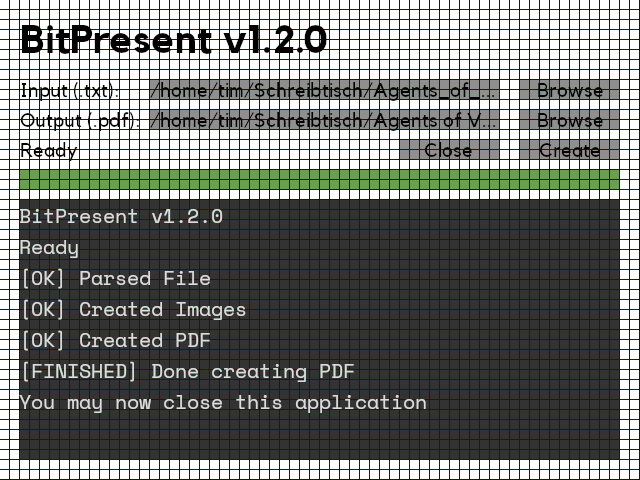 BitPresent v1.2.0
Input (.txt): /home/tim/Schreibtisch/Agents_of_... Browse
Output (.pdf): /home/tim/Schreibtisch/Agents of V... Browse
Ready Close Create
BitPresent v1.2.0
Ready
[OK] Parsed File
[OK] Created Images
[OK] Created PDF
[FINISHED] Done creating PDF
You may now close this application